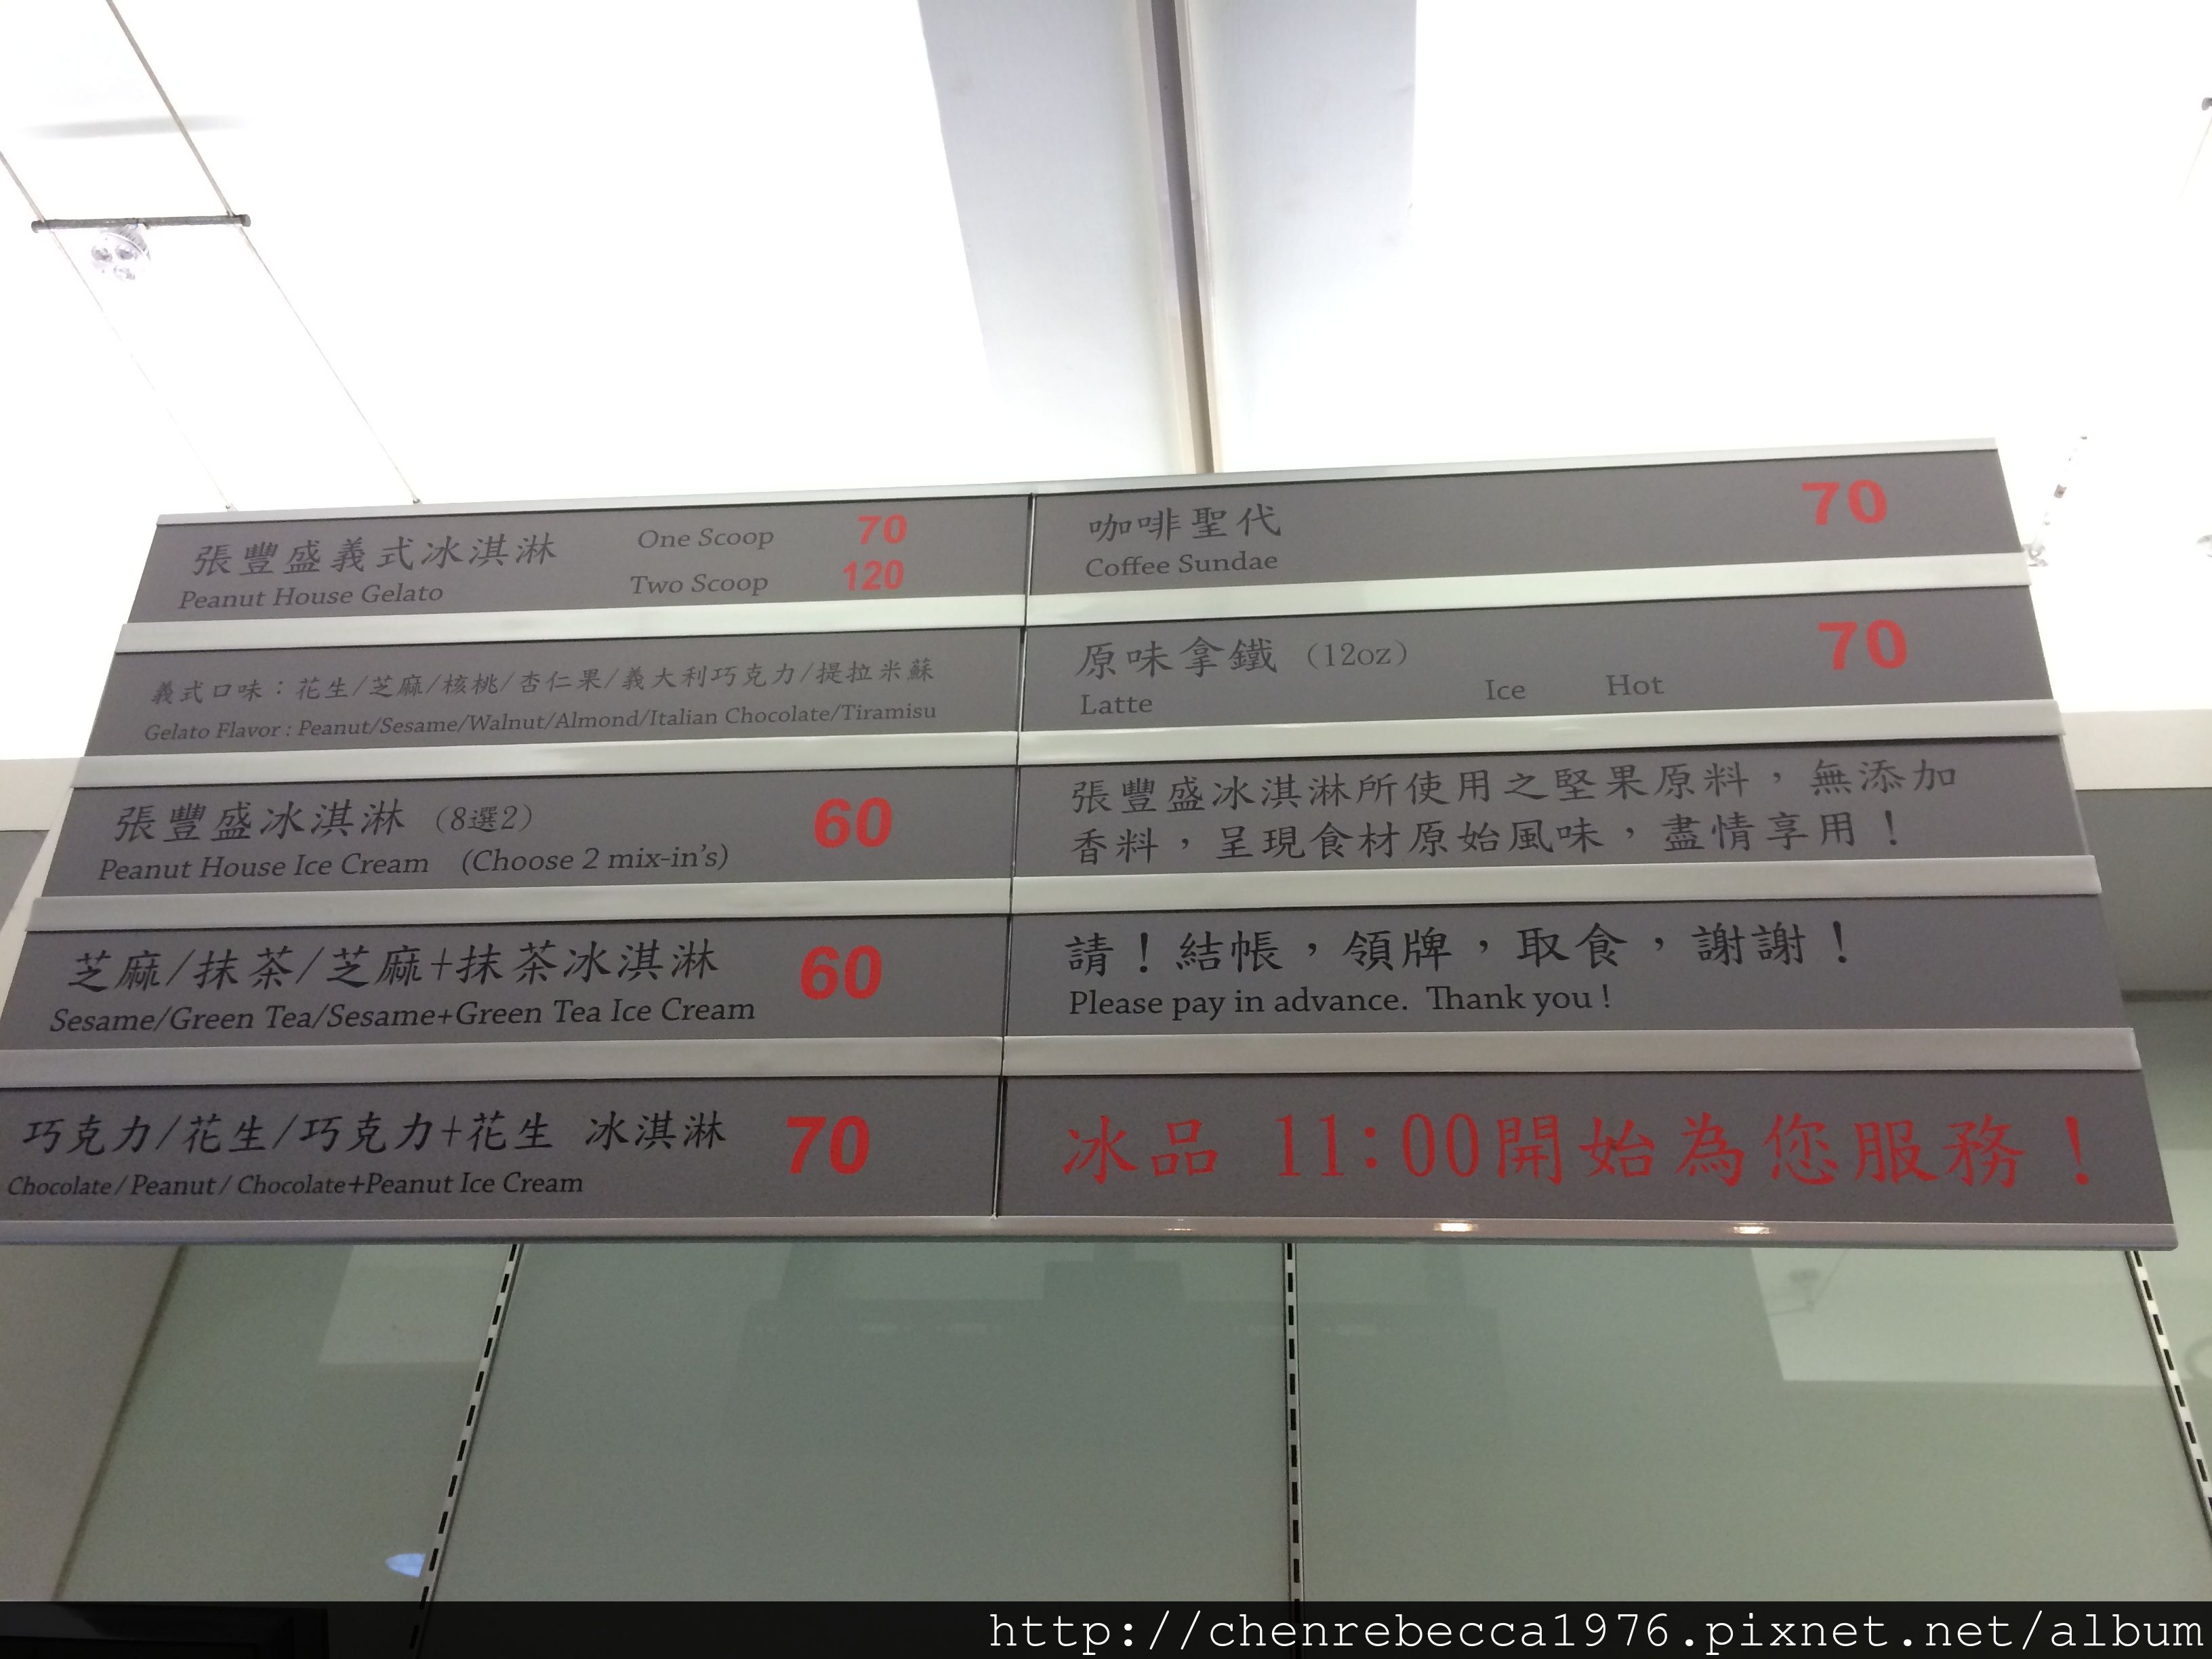 張豐盛義式冰淇淋 One Scoop 70
Peanut House Gelato Two Scoop 120
義式口味：花生/芝麻/核桃/杏仁果/義大利巧克力/提拉米蘇
Gelato Flavor : Peanut/Sesame/Walnut/Almond/Italian Chocolate/Tiramisu
張豐盛冰淇淋（8選2） 60
Peanut House Ice Cream (Choose 2 mix-in's)
芝麻/抹茶/芝麻+抹茶冰淇淋 60
Sesame/Green Tea/Sesame+Green Tea Ice Cream
巧克力/花生/巧克力+花生 冰淇淋 70
Chocolate/Peanut/ Chocolate+Peanut Ice Cream
咖啡聖代 70
Coffee Sundae
原味拿鐵（12oz） 70
Latte Ice Hot
張豐盛冰淇淋所使用之堅果原料，無添加
香料，呈現食材原始風味，盡情享用！
請！結帳，領牌，取食，謝謝！
Please pay in advance. Thank you !
冰品 11:00開始為您服務！
http://chenrebecca1976.pixnet.net/album